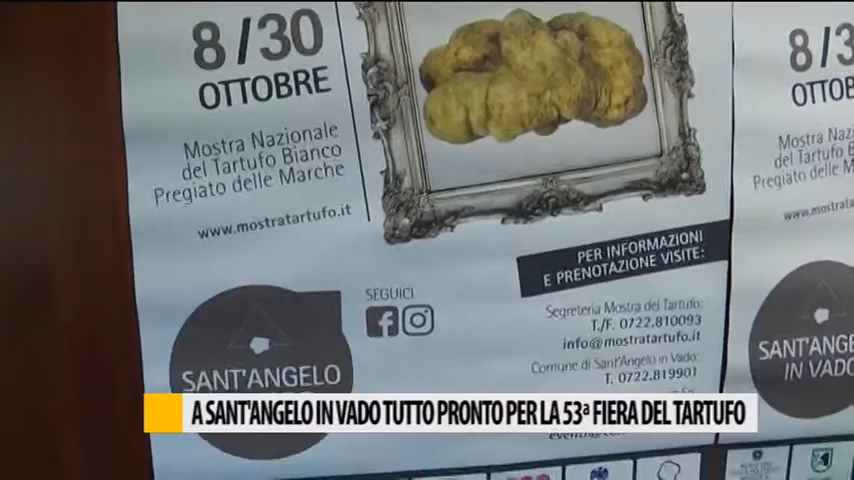 8/30
OTTOBRE
Mostra Nazionale
del Tartufo Bianco
Pregiato delle Marche
www.mostratartufo.it
SEGUICI
SANT'ANGELO
PER INFORMAZIONI
E PRENOTAZIONE VISITE:
Segreteria Mostra del Tartufo:
T./F. 0722.810093
info@mostratartufo.it
Comune di Sant'Angelo in Vado:
T. 0722.819901
8/3
OTTOB
Mostra Naz
del Tartufo
Pregiato delle
www.mostrat
SANT'ANGE
IN VADO
A SANT'ANGELO IN VADO TUTTO PRONTO PER LA 53ª FIERA DEL TARTUFO